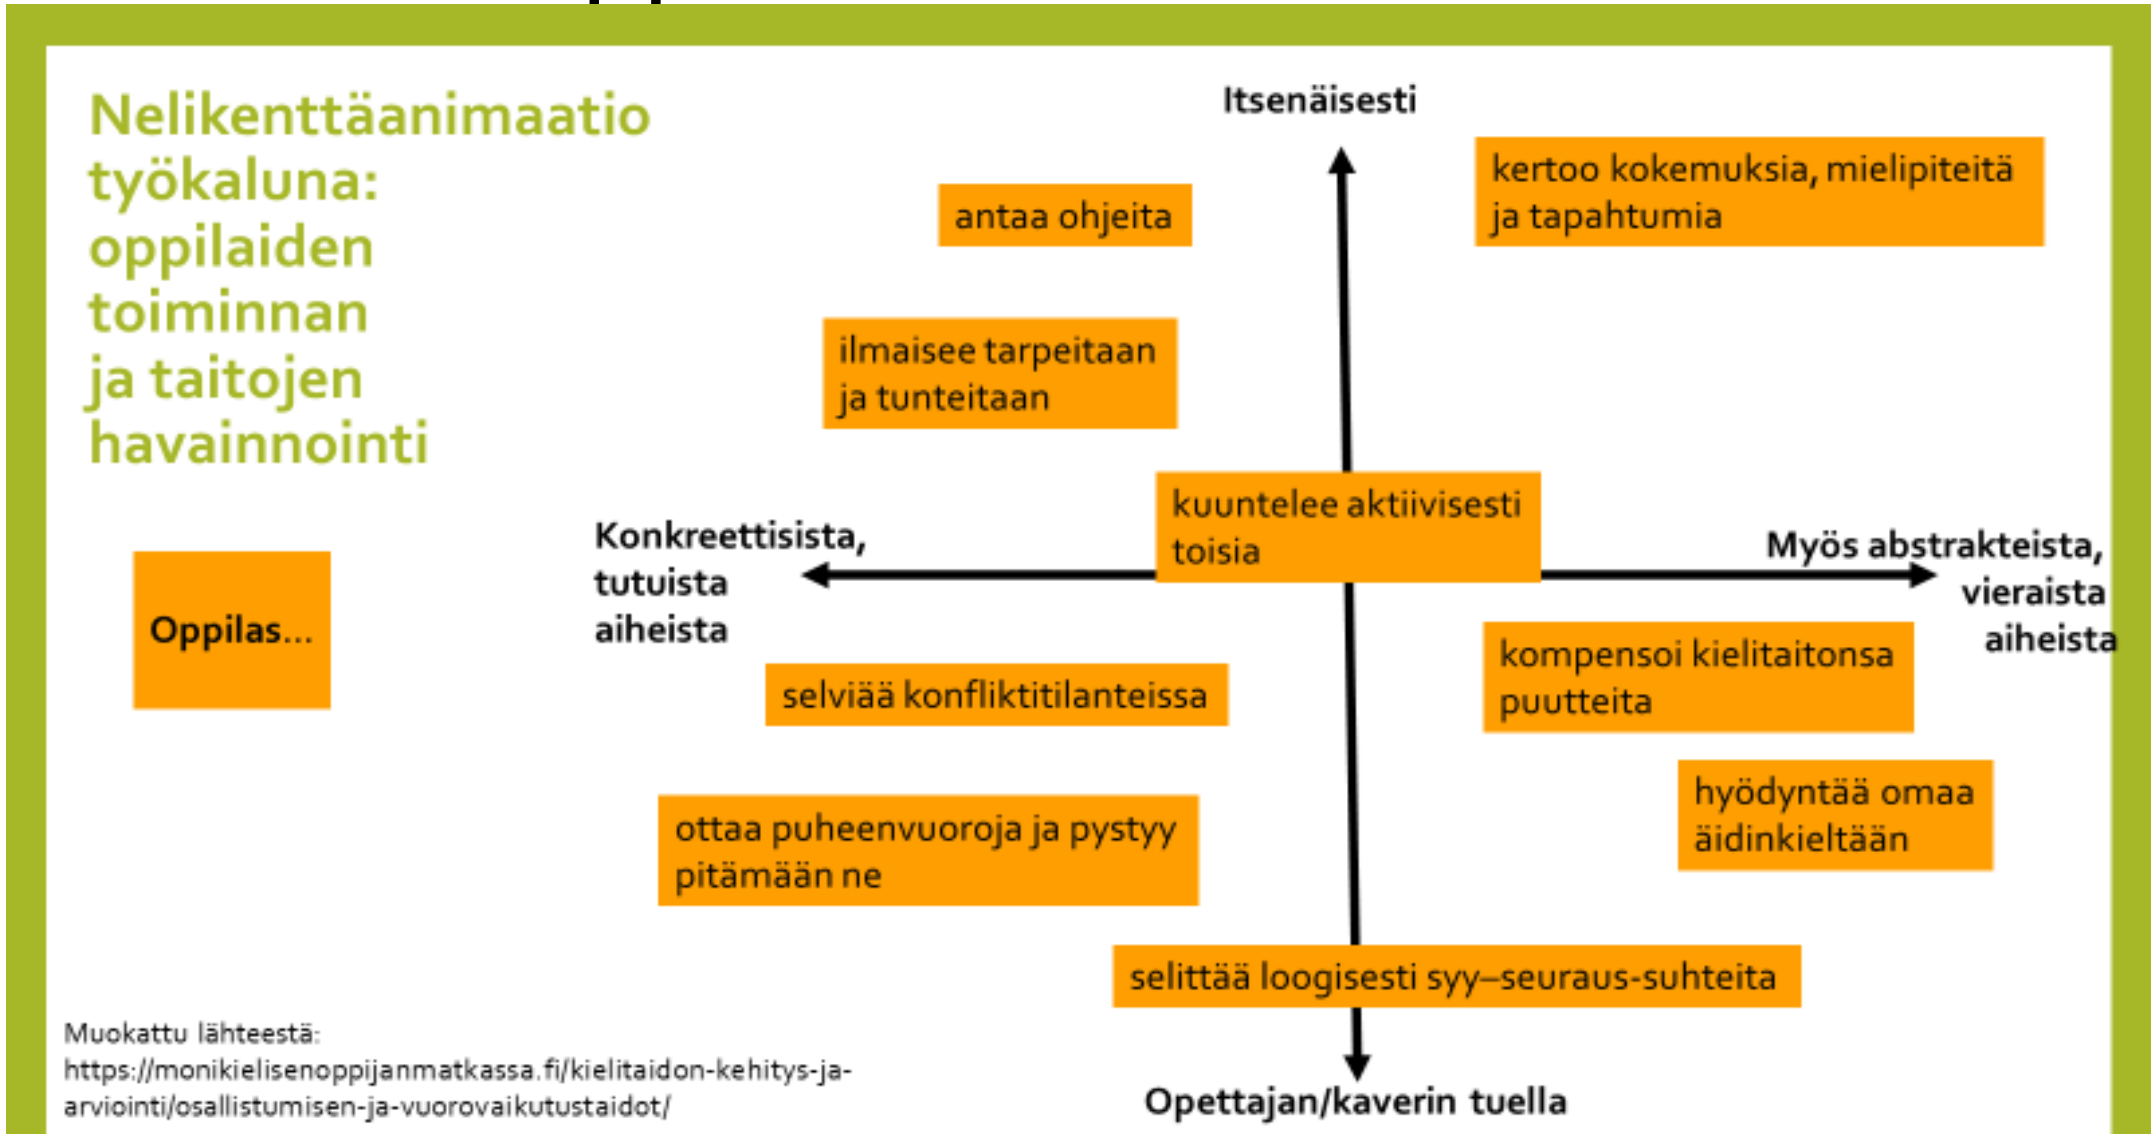 Nelikenttäanimaatio
työkaluna:
oppilaiden
toiminnan
ja taitojen
havainnointi
Oppilas...
Itsenäisesti
antaa ohjeita
kertoo kokemuksia, mielipiteitä
ja tapahtumia
ilmaisee tarpeitaan
ja tunteitaan
kuuntelee aktiivisesti
toisia
Konkreettisista,
tutuista
aiheista
Myös abstrakteista,
vieraista
aiheista
selviää konfliktitilanteissa
kompensoi kielitaitonsa
puutteita
ottaa puheenvuoroja ja pystyy
pitämään ne
hyödyntää omaa
äidinkieltään
selittää loogisesti syy–seuraus-suhteita
Opettajan/kaverin tuella
Muokattu lähteestä:
https://monikielisenoppijanmatkassa.fi/kielitaidon-kehitys-ja-
arviointi/osallistumisen-ja-vuorovaikutustaidot/